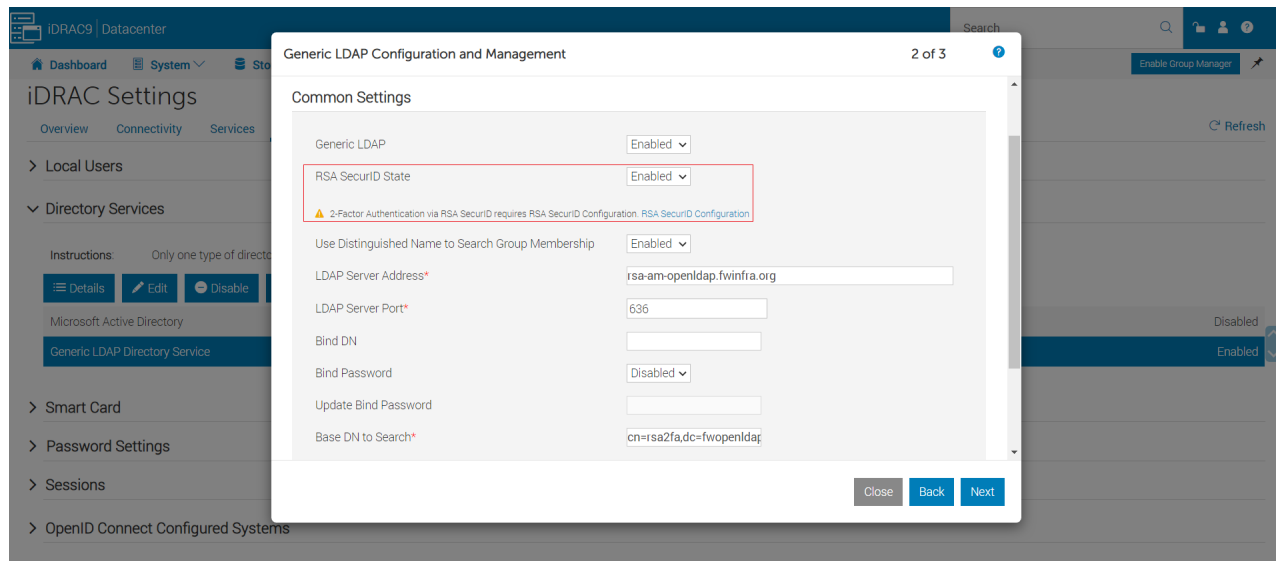 iDRAC9 | Datacenter
Search
Dashboard
System
Sto
Enable Group Manager
iDRAC Settings
Overview
Connectivity
Services
Refresh
Local Users
Directory Services
Instructions:
Only one type of directo
Details
Edit
Disable
Microsoft Active Directory
Disabled
Generic LDAP Directory Service
Enabled
Smart Card
Password Settings
Sessions
OpenID Connect Configured Systems
Generic LDAP Configuration and Management
2 of 3
Common Settings
Generic LDAP
Enabled
RSA SecurID State
Enabled
2-Factor Authentication via RSA SecurID requires RSA SecurID Configuration. RSA SecurID Configuration
Use Distinguished Name to Search Group Membership
Enabled
LDAP Server Address*
rsa-am-openldap.fwinfra.org
LDAP Server Port*
636
Bind DN
Bind Password
Disabled
Update Bind Password
Base DN to Search*
cn=rsa2fa,dc=fwopenldap
Close
Back
Next